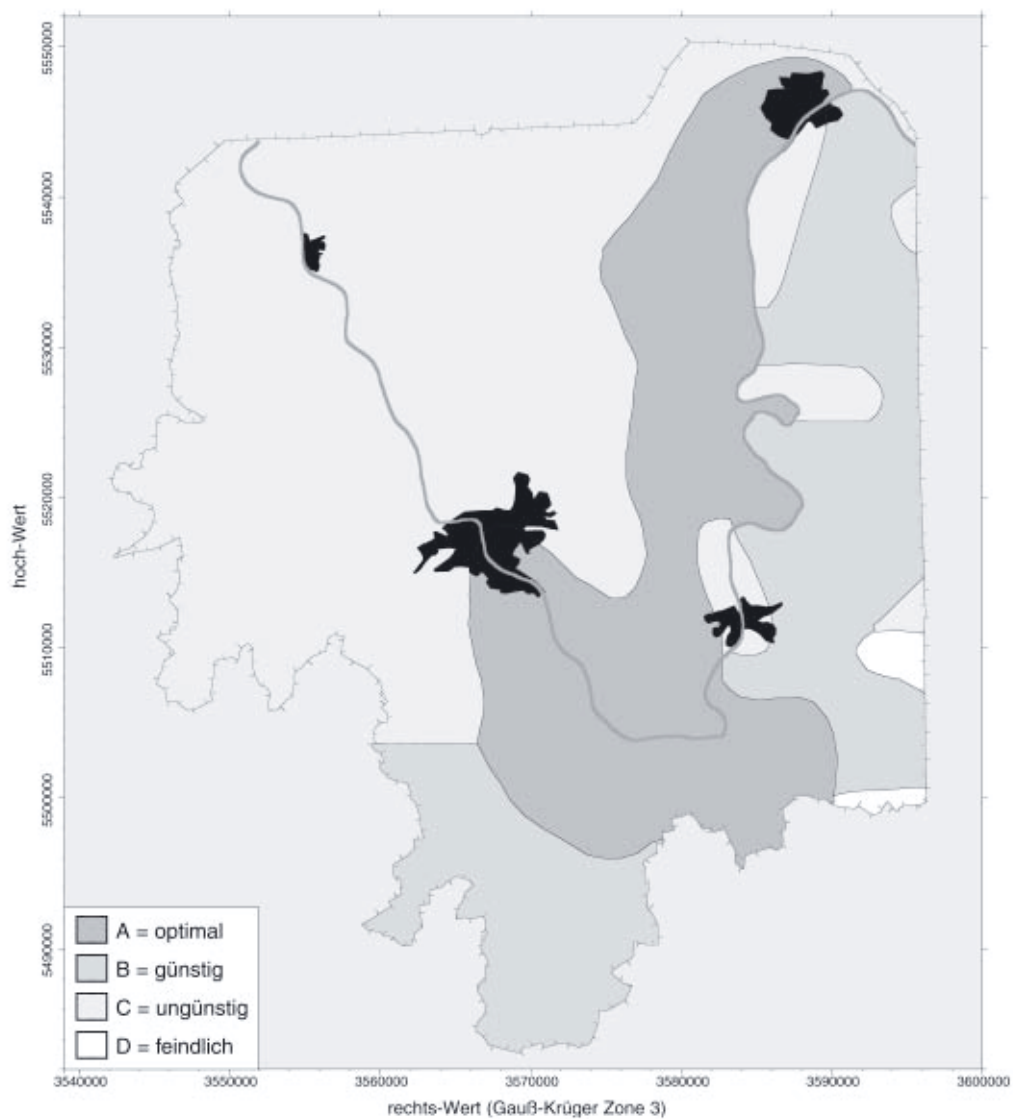 5550000
5540000
5530000
5520000
5510000
5500000
5490000
hoch-Wert
A = optimal
B = günstig
C = ungünstig
D = feindlich
3540000 3550000 3560000 3570000 3580000 3590000 3600000
rechts-Wert (Gauß-Krüger Zone 3)